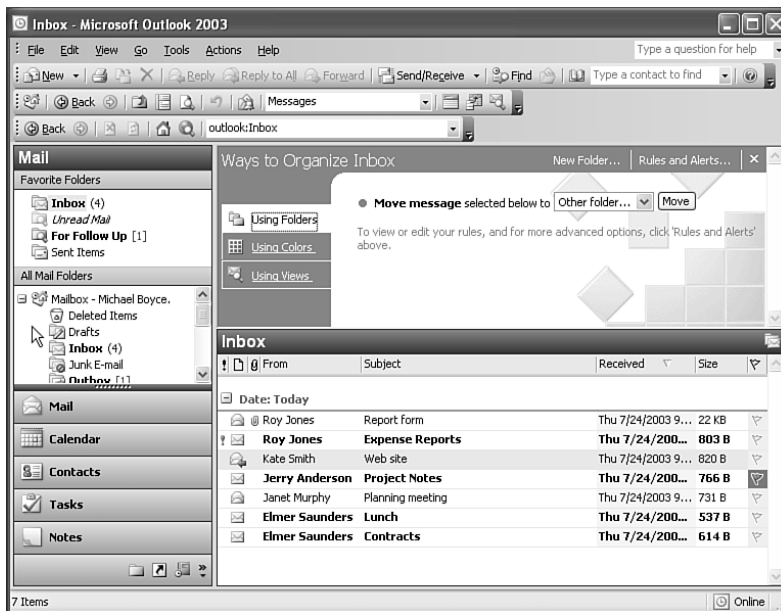 Inbox - Microsoft Outlook 2003
File Edit View Go Tools Actions Help Type a question for help
New Reply Reply to All Forward Send/Receive Find Type a contact to find
Back Messages
Back outlook:Inbox
Mail
Favorite Folders
Inbox (4)
Unread Mail
For Follow Up [1]
Sent Items
All Mail Folders
Mailbox - Michael Boyce.
Deleted Items
Drafts
Inbox (4)
Junk E-mail
Outbox [1]
Mail
Calendar
Contacts
Tasks
Notes
Ways to Organize Inbox New Folder... Rules and Alerts...
Using Folders
Using Colors
Using Views
Move message selected below to Other folder... Move
To view or edit your rules, and for more advanced options, click 'Rules and Alerts'
above.
Inbox
From Subject Received Size
Date: Today
Roy Jones Report form Thu 7/24/2003 9... 22 KB
Roy Jones Expense Reports Thu 7/24/200... 803 B
Kate Smith Web site Thu 7/24/2003 9... 820 B
Jerry Anderson Project Notes Thu 7/24/200... 766 B
Janet Murphy Planning meeting Thu 7/24/2003 9... 731 B
Elmer Saunders Lunch Thu 7/24/200... 537 B
Elmer Saunders Contracts Thu 7/24/200... 614 B
7 Items Online